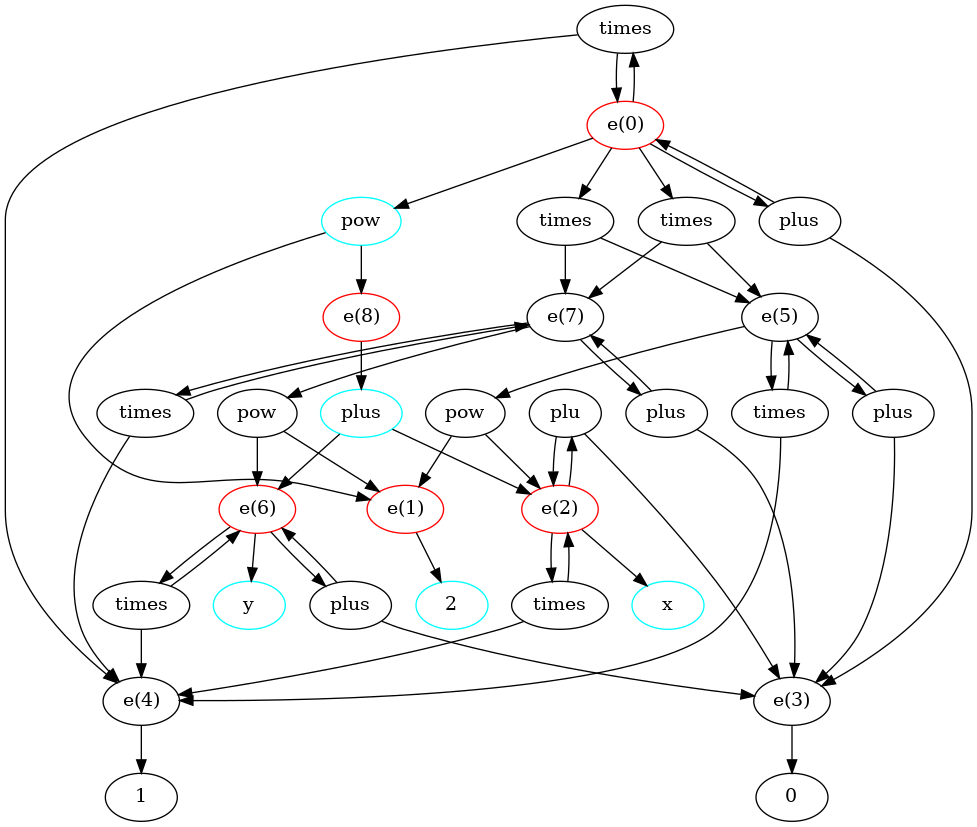 times
e(0)
pow
times
times
plus
e(8)
e(7)
e(5)
times
pow
plus
pow
plu
plus
times
plus
e(6)
e(1)
e(2)
times
y
plus
2
times
x
e(4)
e(3)
1
0